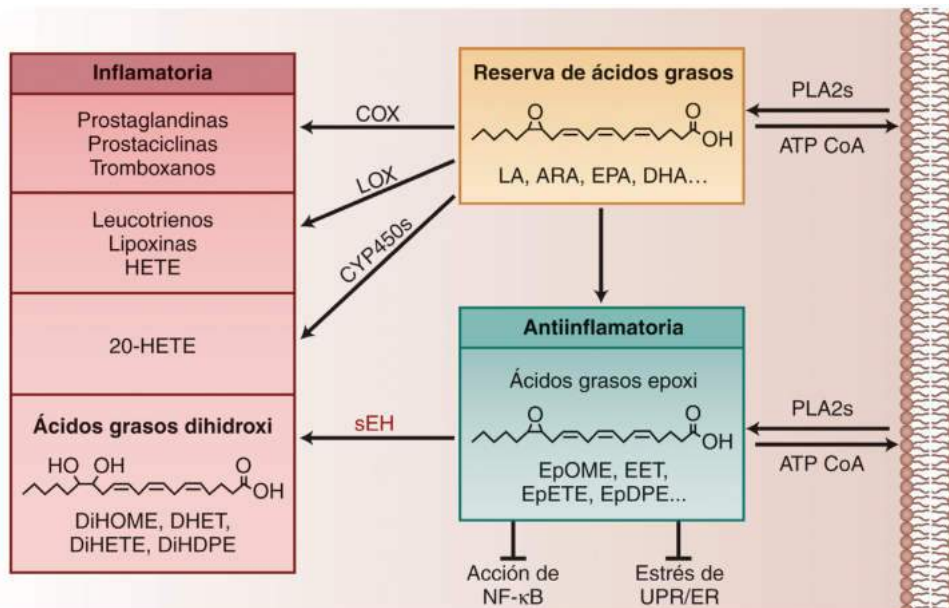 Inflamatoria
Prostaglandinas
Prostaciclinas
Tromboxanos
Leucotrienos
Lipoxinas
HETE
20-HETE
Ácidos grasos dihidroxi
HO
OH
O
OH
DiHOME, DHET,
DiHETE, DiHDPE
COX
LOX
CYP450s
sEH
Reserva de ácidos grasos
O
O
OH
LA, ARA, EPA, DHA...
PLA2s
ATP CoA
Antiinflamatoria
Ácidos grasos epoxi
O
O
OH
EpOME, EET,
EpETE, EpDPE...
PLA2s
ATP CoA
Acción de
NF-κB
Estrés de
UPR/ER